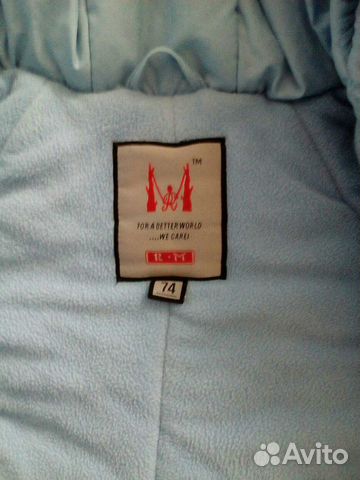 TM
FOR A BETTER WORLD
....WE CARE!
R·M
74
Avito